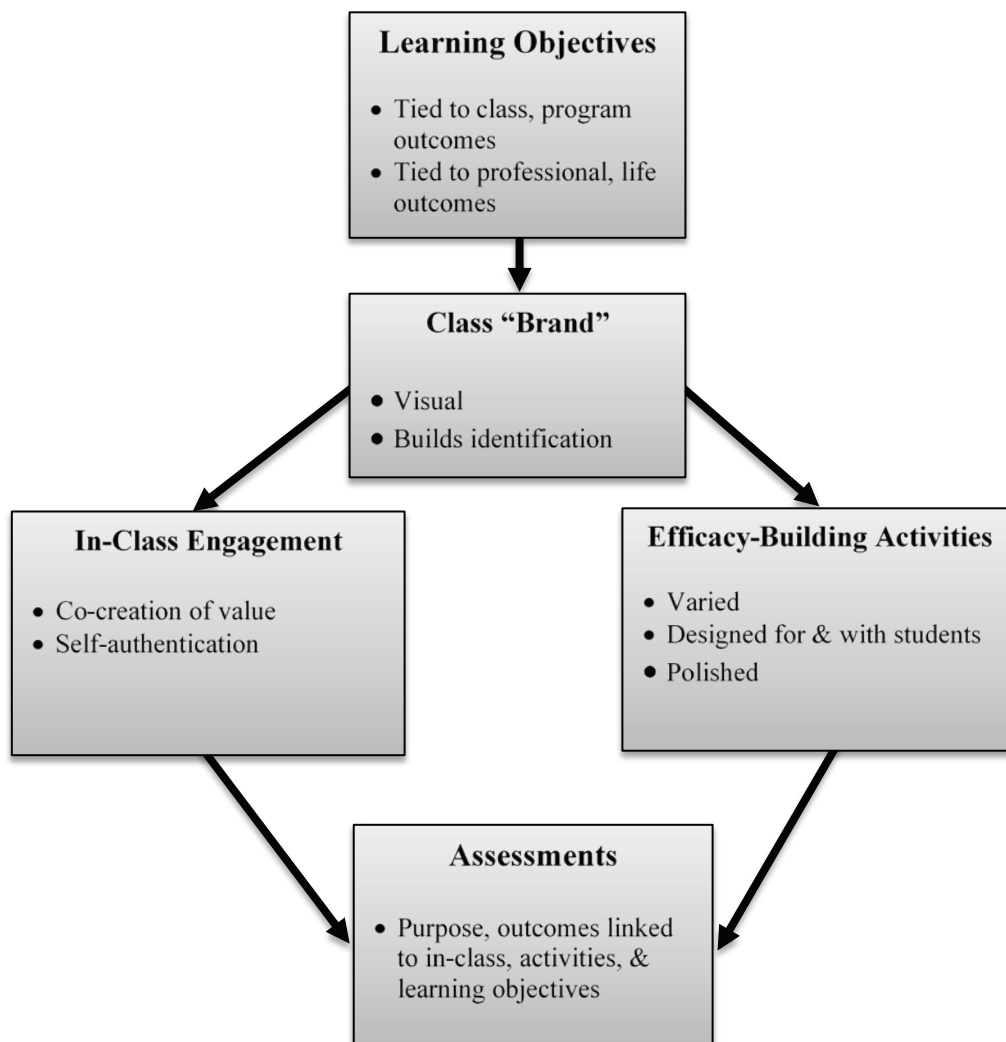 Learning Objectives
• Tied to class, program
outcomes
• Tied to professional, life
outcomes
Class “Brand”
• Visual
• Builds identification
In-Class Engagement
• Co-creation of value
• Self-authentication
Efficacy-Building Activities
• Varied
• Designed for & with students
• Polished
Assessments
• Purpose, outcomes linked
to in-class, activities, &
learning objectives